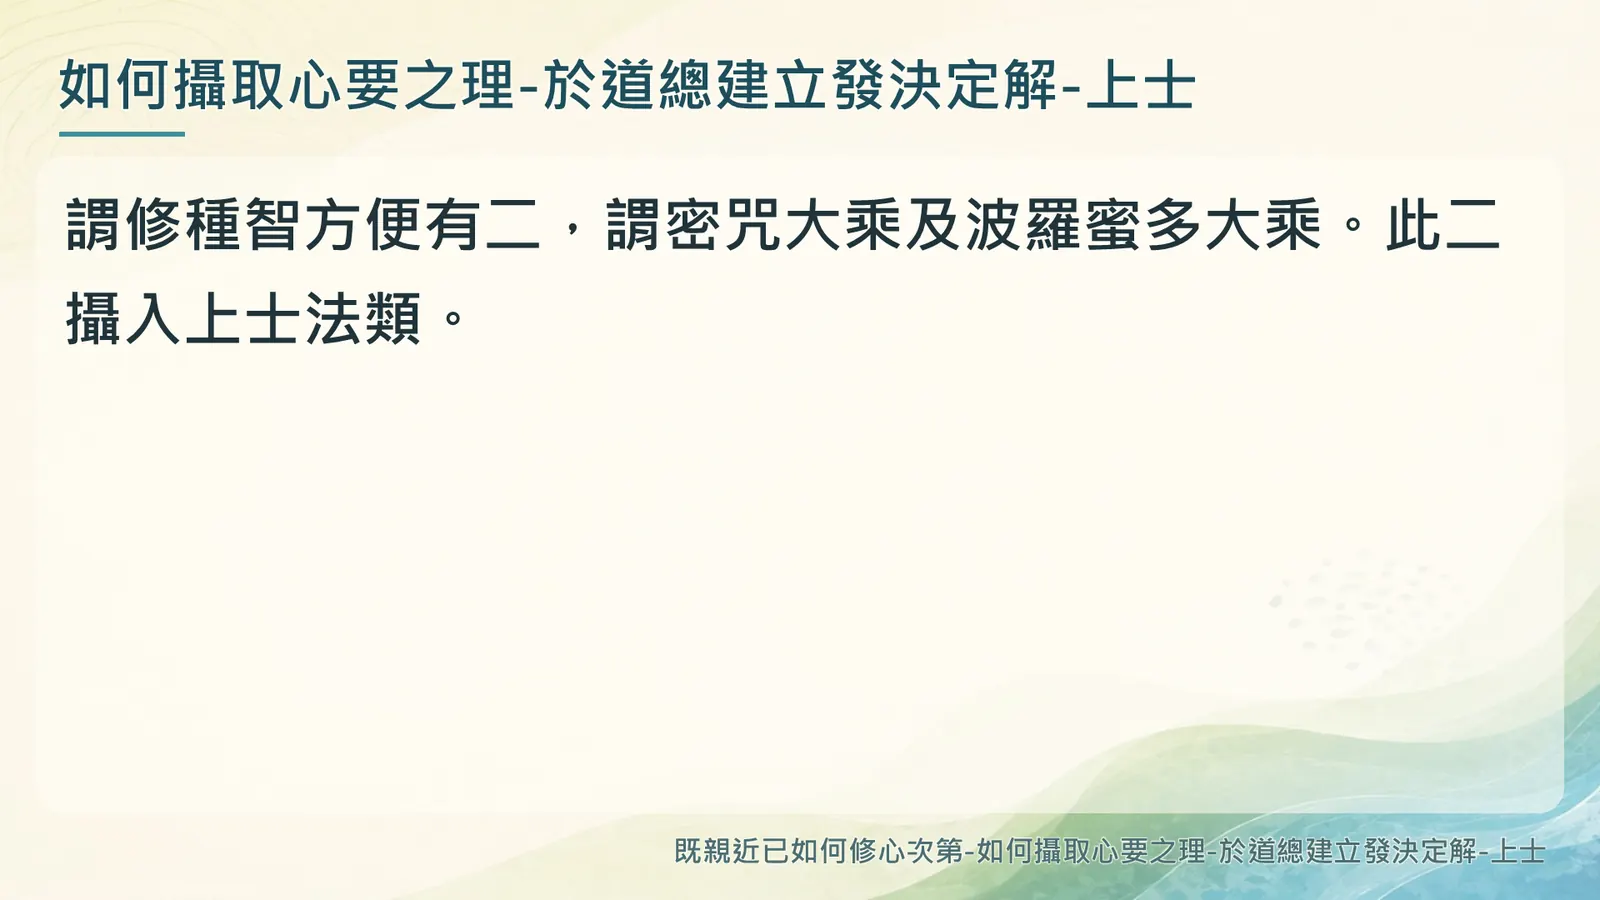 如何攝取心要之理-於道總建立發決定解-上士
謂修種智方便有二，謂密咒大乘及波羅蜜多大乘。此二
攝入上士法類。
既親近已如何修心次第-如何攝取心要之理-於道總建立發決定解-上士